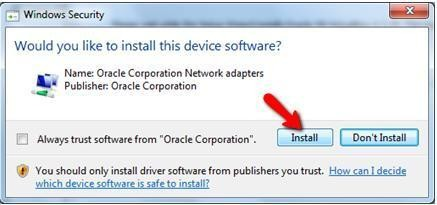 Windows Security
Would you like to install this device software?
Name: Oracle Corporation Network adapters
Publisher: Oracle Corporation
Always trust software from "Oracle Corporation".
Install
Don't Install
You should only install driver software from publishers you trust. How can I decide
which device software is safe to install?